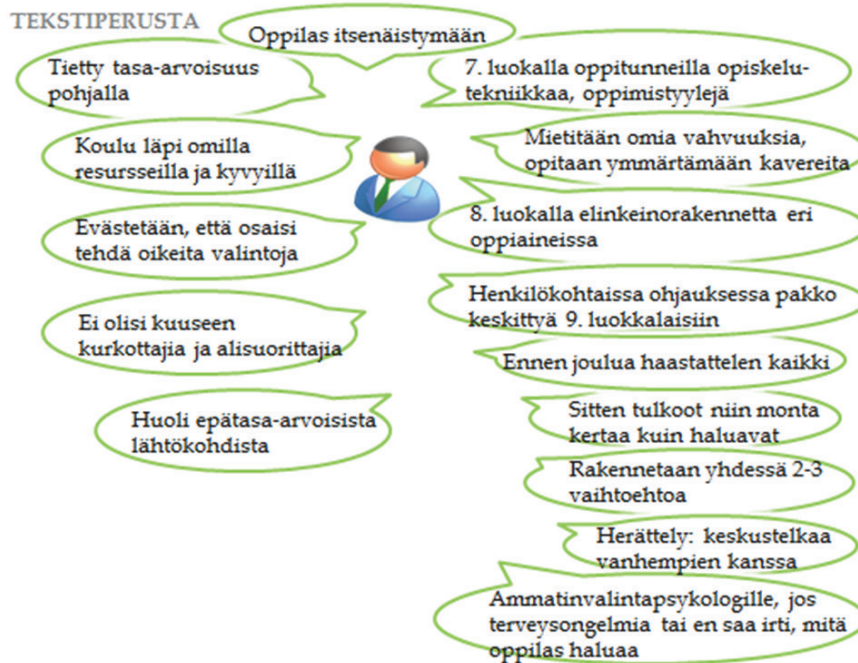 TEKSTIPERUSTA
Oppilas itsenäistymään
Tietty tasa-arvoisuus
pohjalla
Koulu läpi omilla
resursseilla ja kyvyillä
Evästetään, että osaisi
tehdä oikeita valintoja
Ei olisi kuuseen
kurkottajia ja alisuorittajia
Huoli epätasa-arvoisista
lähtökohdista
7. luokalla oppitunneilla opiskelu-
tekniikkaa, oppimistyylejä
Mietitään omia vahvuuksia,
opitaan ymmärtämään kavereita
8. luokalla elinkeinorakennetta eri
oppiaineissa
Henkilökohtaissa ohjauksessa pakko
keskittyä 9. luokkalaisiin
Ennen joulua haastattelen kaikki
Sitten tulkoot niin monta
kertaa kuin haluavat
Rakennetaan yhdessä 2-3
vaihtoehtoa
Herättely: keskustelkaa
vanhempien kanssa
Ammatinvalintapsykologille, jos
terveysongelmia tai en saa irti, mitä
oppilas haluaa